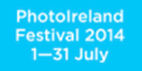 PhotoIreland
Festival 2014
1—31 July